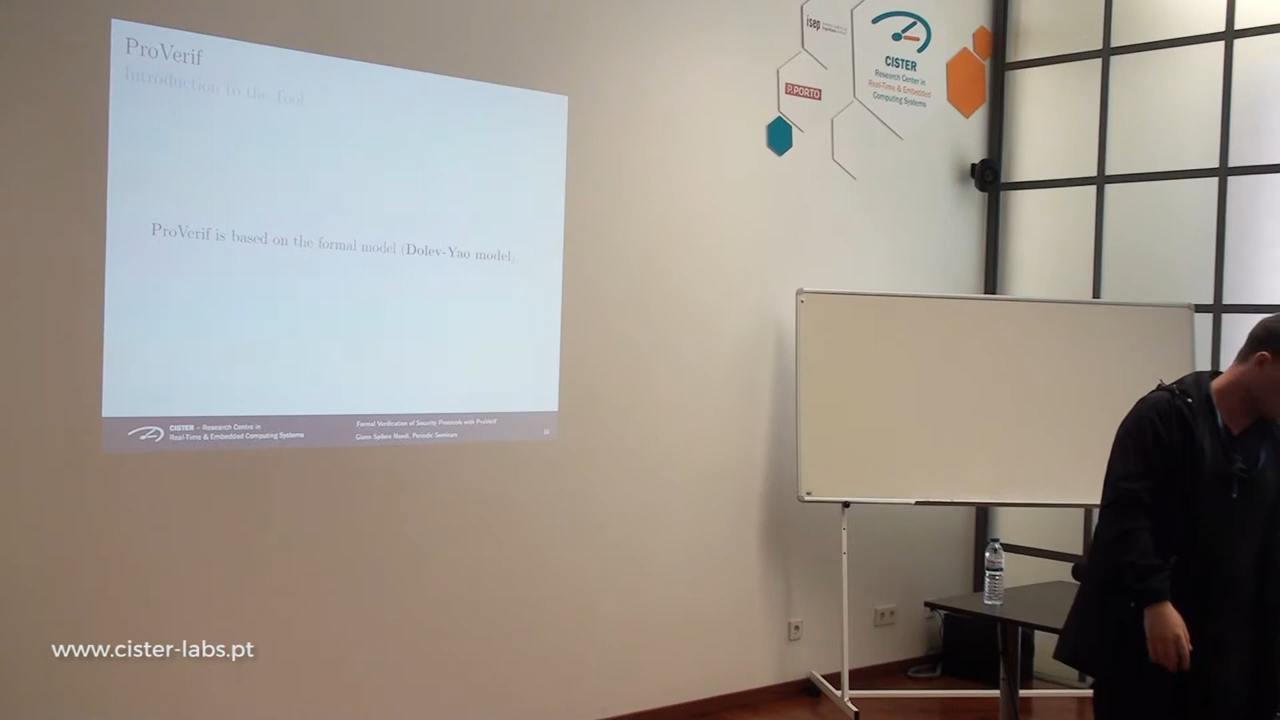 ProVerif
Introduction to the Tool
ProVerif is based on the formal model (Dolev-Yao model)
CISTER – Research Centre in
Real-Time & Embedded Computing Systems
Formal Verification of Security Protocols with ProVerif
Periodic Seminars
isep
P.PORTO
CISTER
Research Center in
Real-Time & Embedded
Computing Systems
www.cister-labs.pt